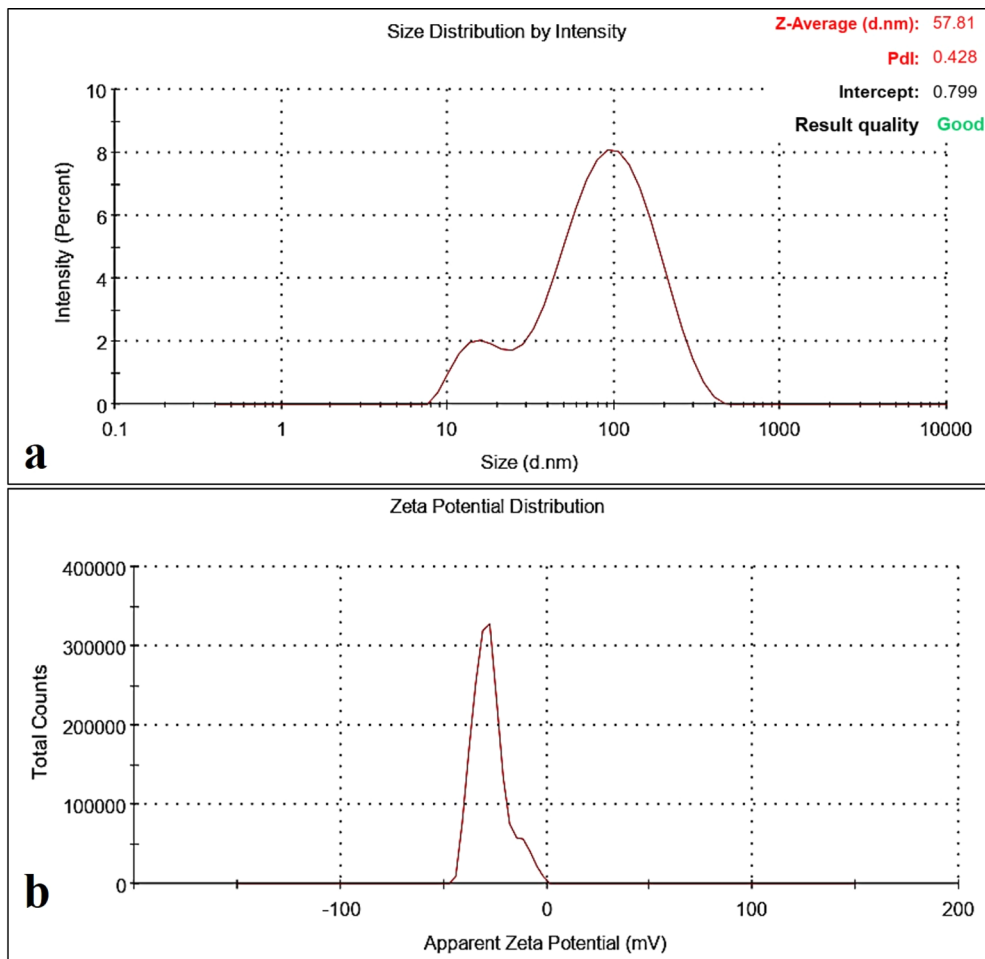 Size Distribution by Intensity
Z-Average (d.nm): 57.81
PdI: 0.428
Intercept: 0.799
Result quality Good
Intensity (Percent)
10
8
6
4
2
0
0.1 1 10 100 1000 10000
Size (d.nm)
a
Zeta Potential Distribution
Total Counts
400000
300000
200000
100000
0
-100 0 100 200
Apparent Zeta Potential (mV)
b